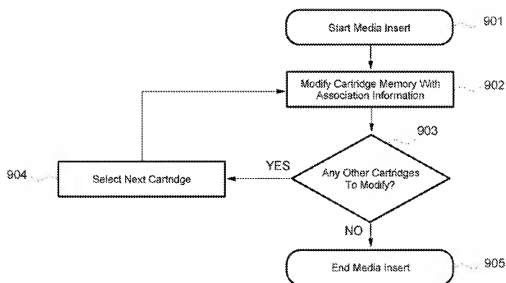 Start Media Insert
901
Modify Cartridge Memory With
Association Information
902
903
Any Other Cartridges
To Modify?
YES
904
Select Next Cartridge
NO
End Media Insert
905